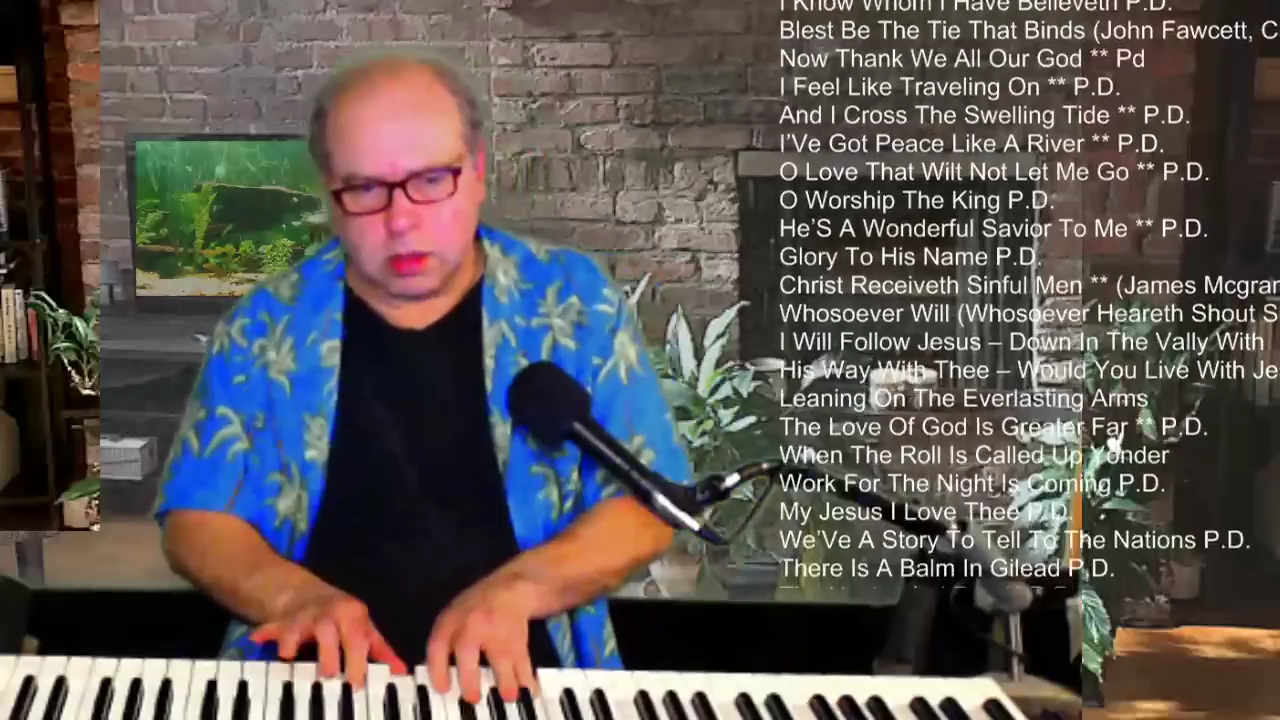 I Know Whom I Have Believeth P.D.
Blest Be The Tie That Binds (John Fawcett, C
Now Thank We All Our God ** Pd
I Feel Like Traveling On ** P.D.
And I Cross The Swelling Tide ** P.D.
I'Ve Got Peace Like A River ** P.D.
O Love That Wilt Not Let Me Go ** P.D.
O Worship The King P.D.
He'S A Wonderful Savior To Me ** P.D.
Glory To His Name P.D.
Christ Receiveth Sinful Men ** (James Mcgran
Whosoever Will (Whosoever Heareth Shout S
I Will Follow Jesus – Down In The Vally With
His Way With Thee – Would You Live With Je
Leaning On The Everlasting Arms
The Love Of God Is Greater Far ** P.D.
When The Roll Is Called Up Yonder
Work For The Night Is Coming P.D.
My Jesus I Love Thee P.D.
We'Ve A Story To Tell To The Nations P.D.
There Is A Balm In Gilead P.D.